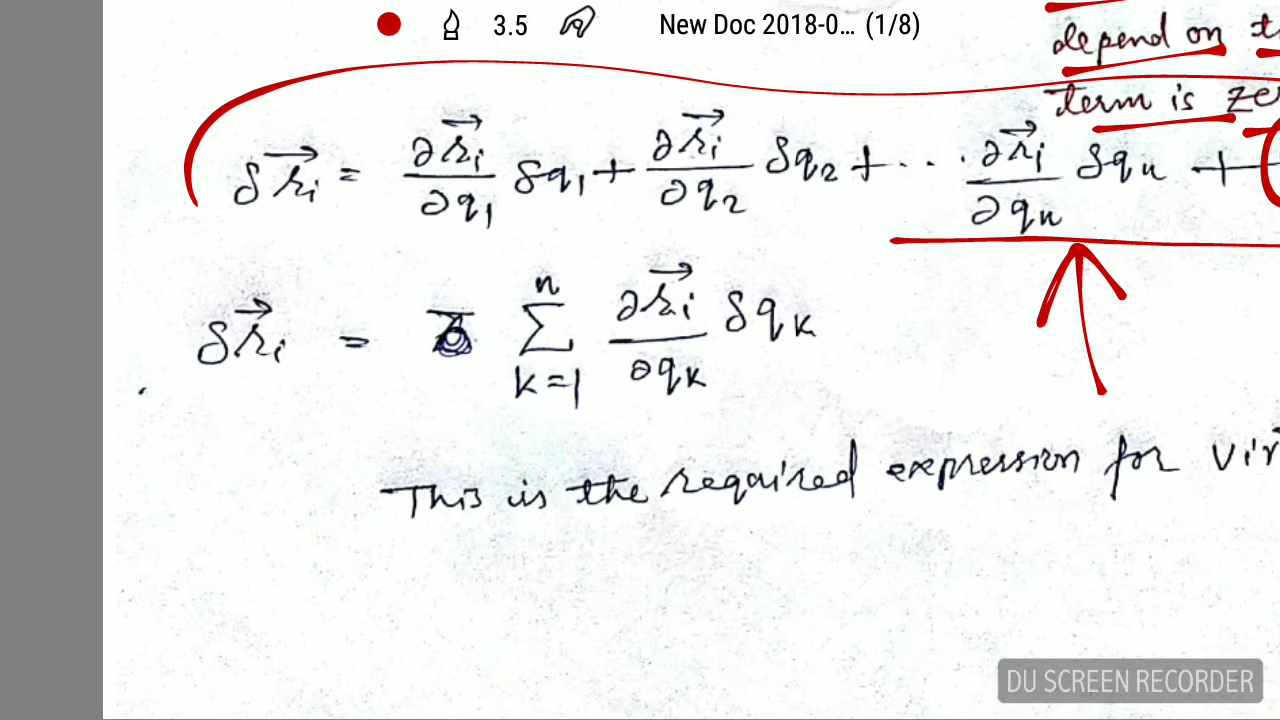 3.5 New Doc 2018-0... (1/8)
depend on
term is
δr⃗ᵢ = ∂r⃗ᵢ/∂q₁ δq₁ + ∂r⃗ᵢ/∂q₂ δq₂ + ... ∂r⃗ᵢ/∂qₙ δqₙ +
δr⃗ᵢ = Σₖ₌₁ⁿ ∂r⃗ᵢ/∂qₖ δqₖ
This is the required expression for
DU SCREEN RECORDER